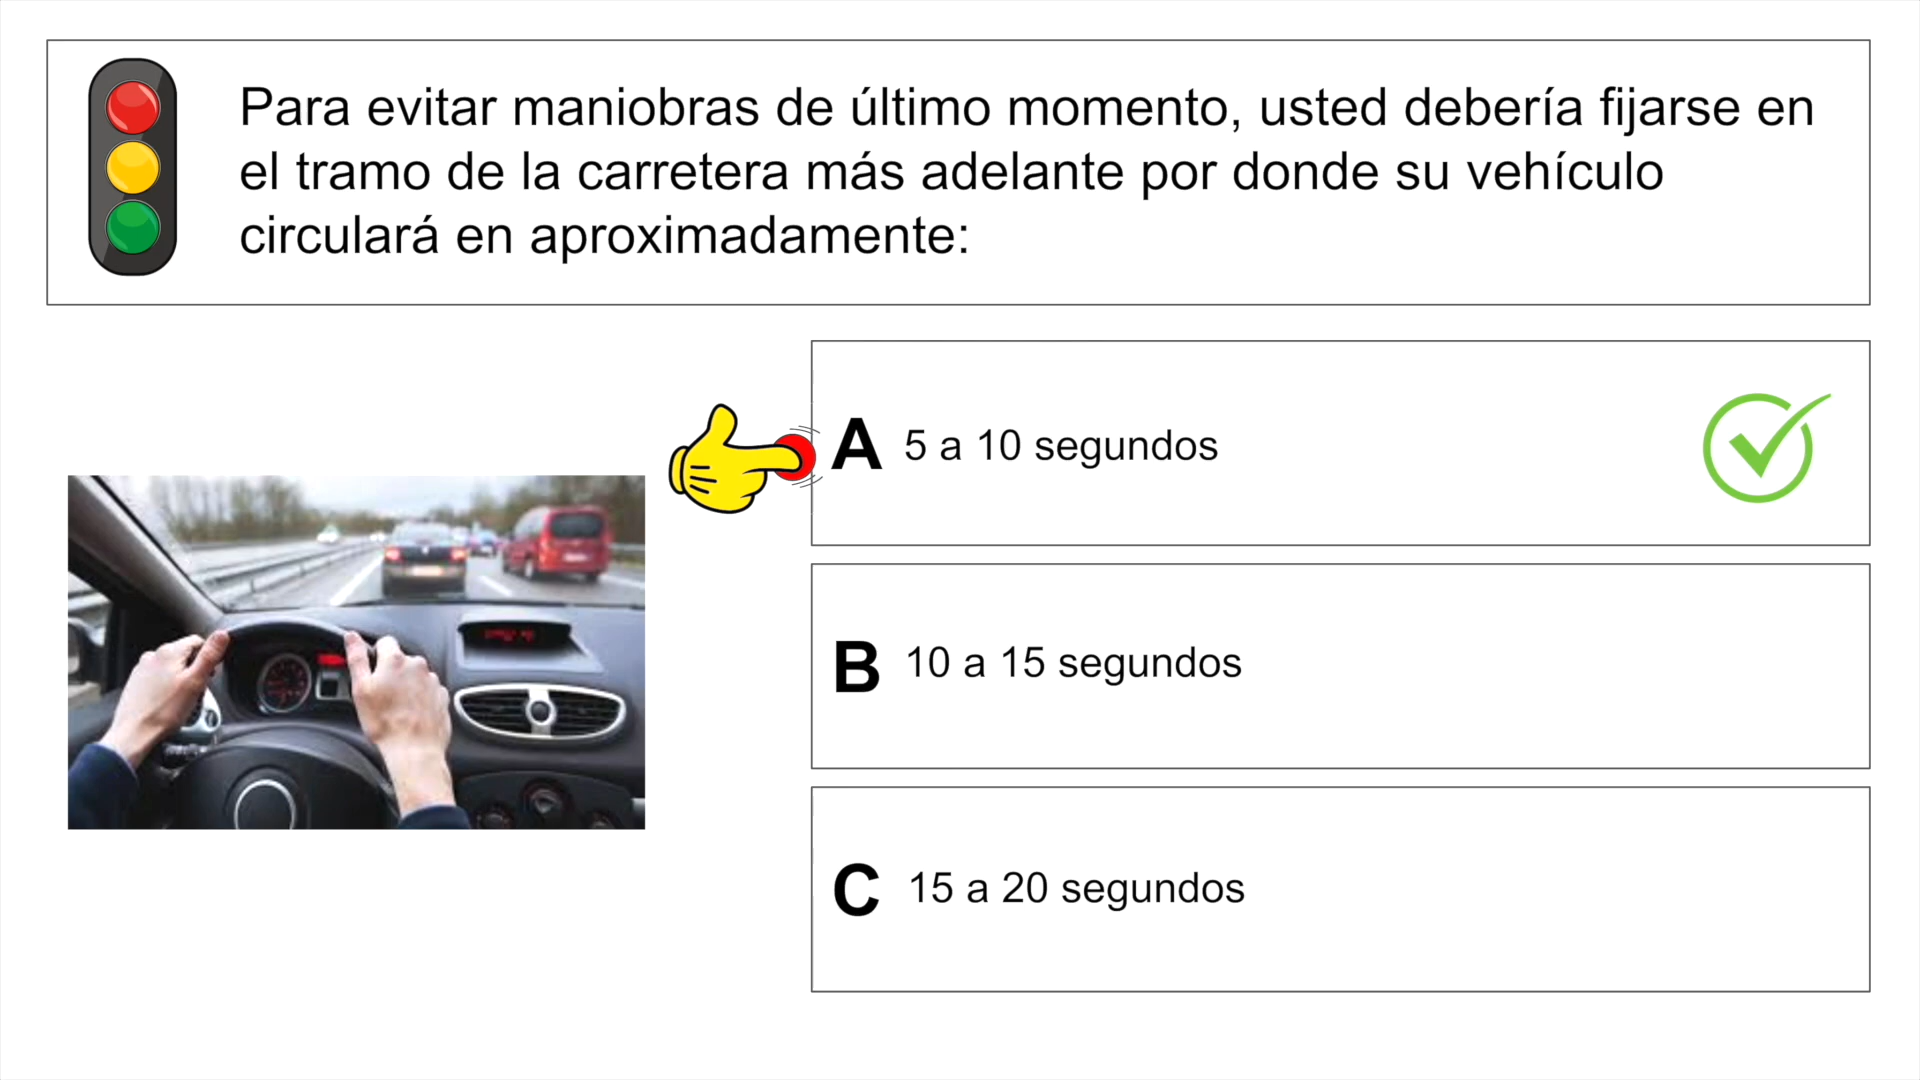 Para evitar maniobras de último momento, usted debería fijarse en
el tramo de la carretera más adelante por donde su vehículo
circulará en aproximadamente:
A 5 a 10 segundos
B 10 a 15 segundos
C 15 a 20 segundos